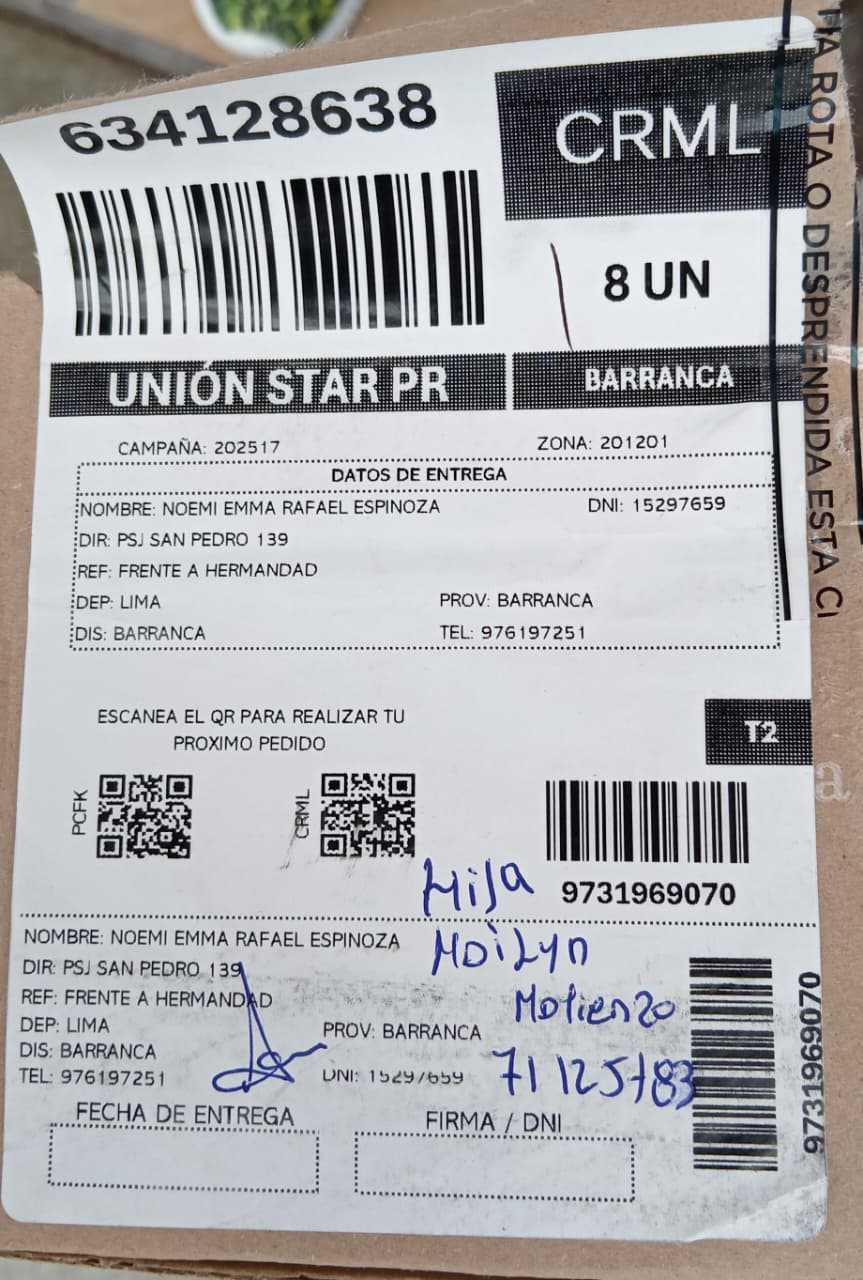 634128638
CRML
8 UN
UNIÓN STAR PR
BARRANCA
CAMPAÑA: 202517
ZONA: 201201
DATOS DE ENTREGA
NOMBRE: NOEMI EMMA RAFAEL ESPINOZA DNI: 15297659
DIR: PSJ SAN PEDRO 139
REF: FRENTE A HERMANDAD
DEP: LIMA PROV: BARRANCA
DIS: BARRANCA TEL: 976197251
ESCANEA EL QR PARA REALIZAR TU
PROXIMO PEDIDO
T2
PCFK
CRML
9731969070
Hija
NOMBRE: NOEMI EMMA RAFAEL ESPINOZA
DIR: PSJ SAN PEDRO 139
REF: FRENTE A HERMANDAD
DEP: LIMA PROV: BARRANCA
DIS: BARRANCA
TEL: 976197251 DNI: 15297659
71125783
9731969070
FECHA DE ENTREGA FIRMA / DNI
ROTA O DESPRENDIDA ESTA